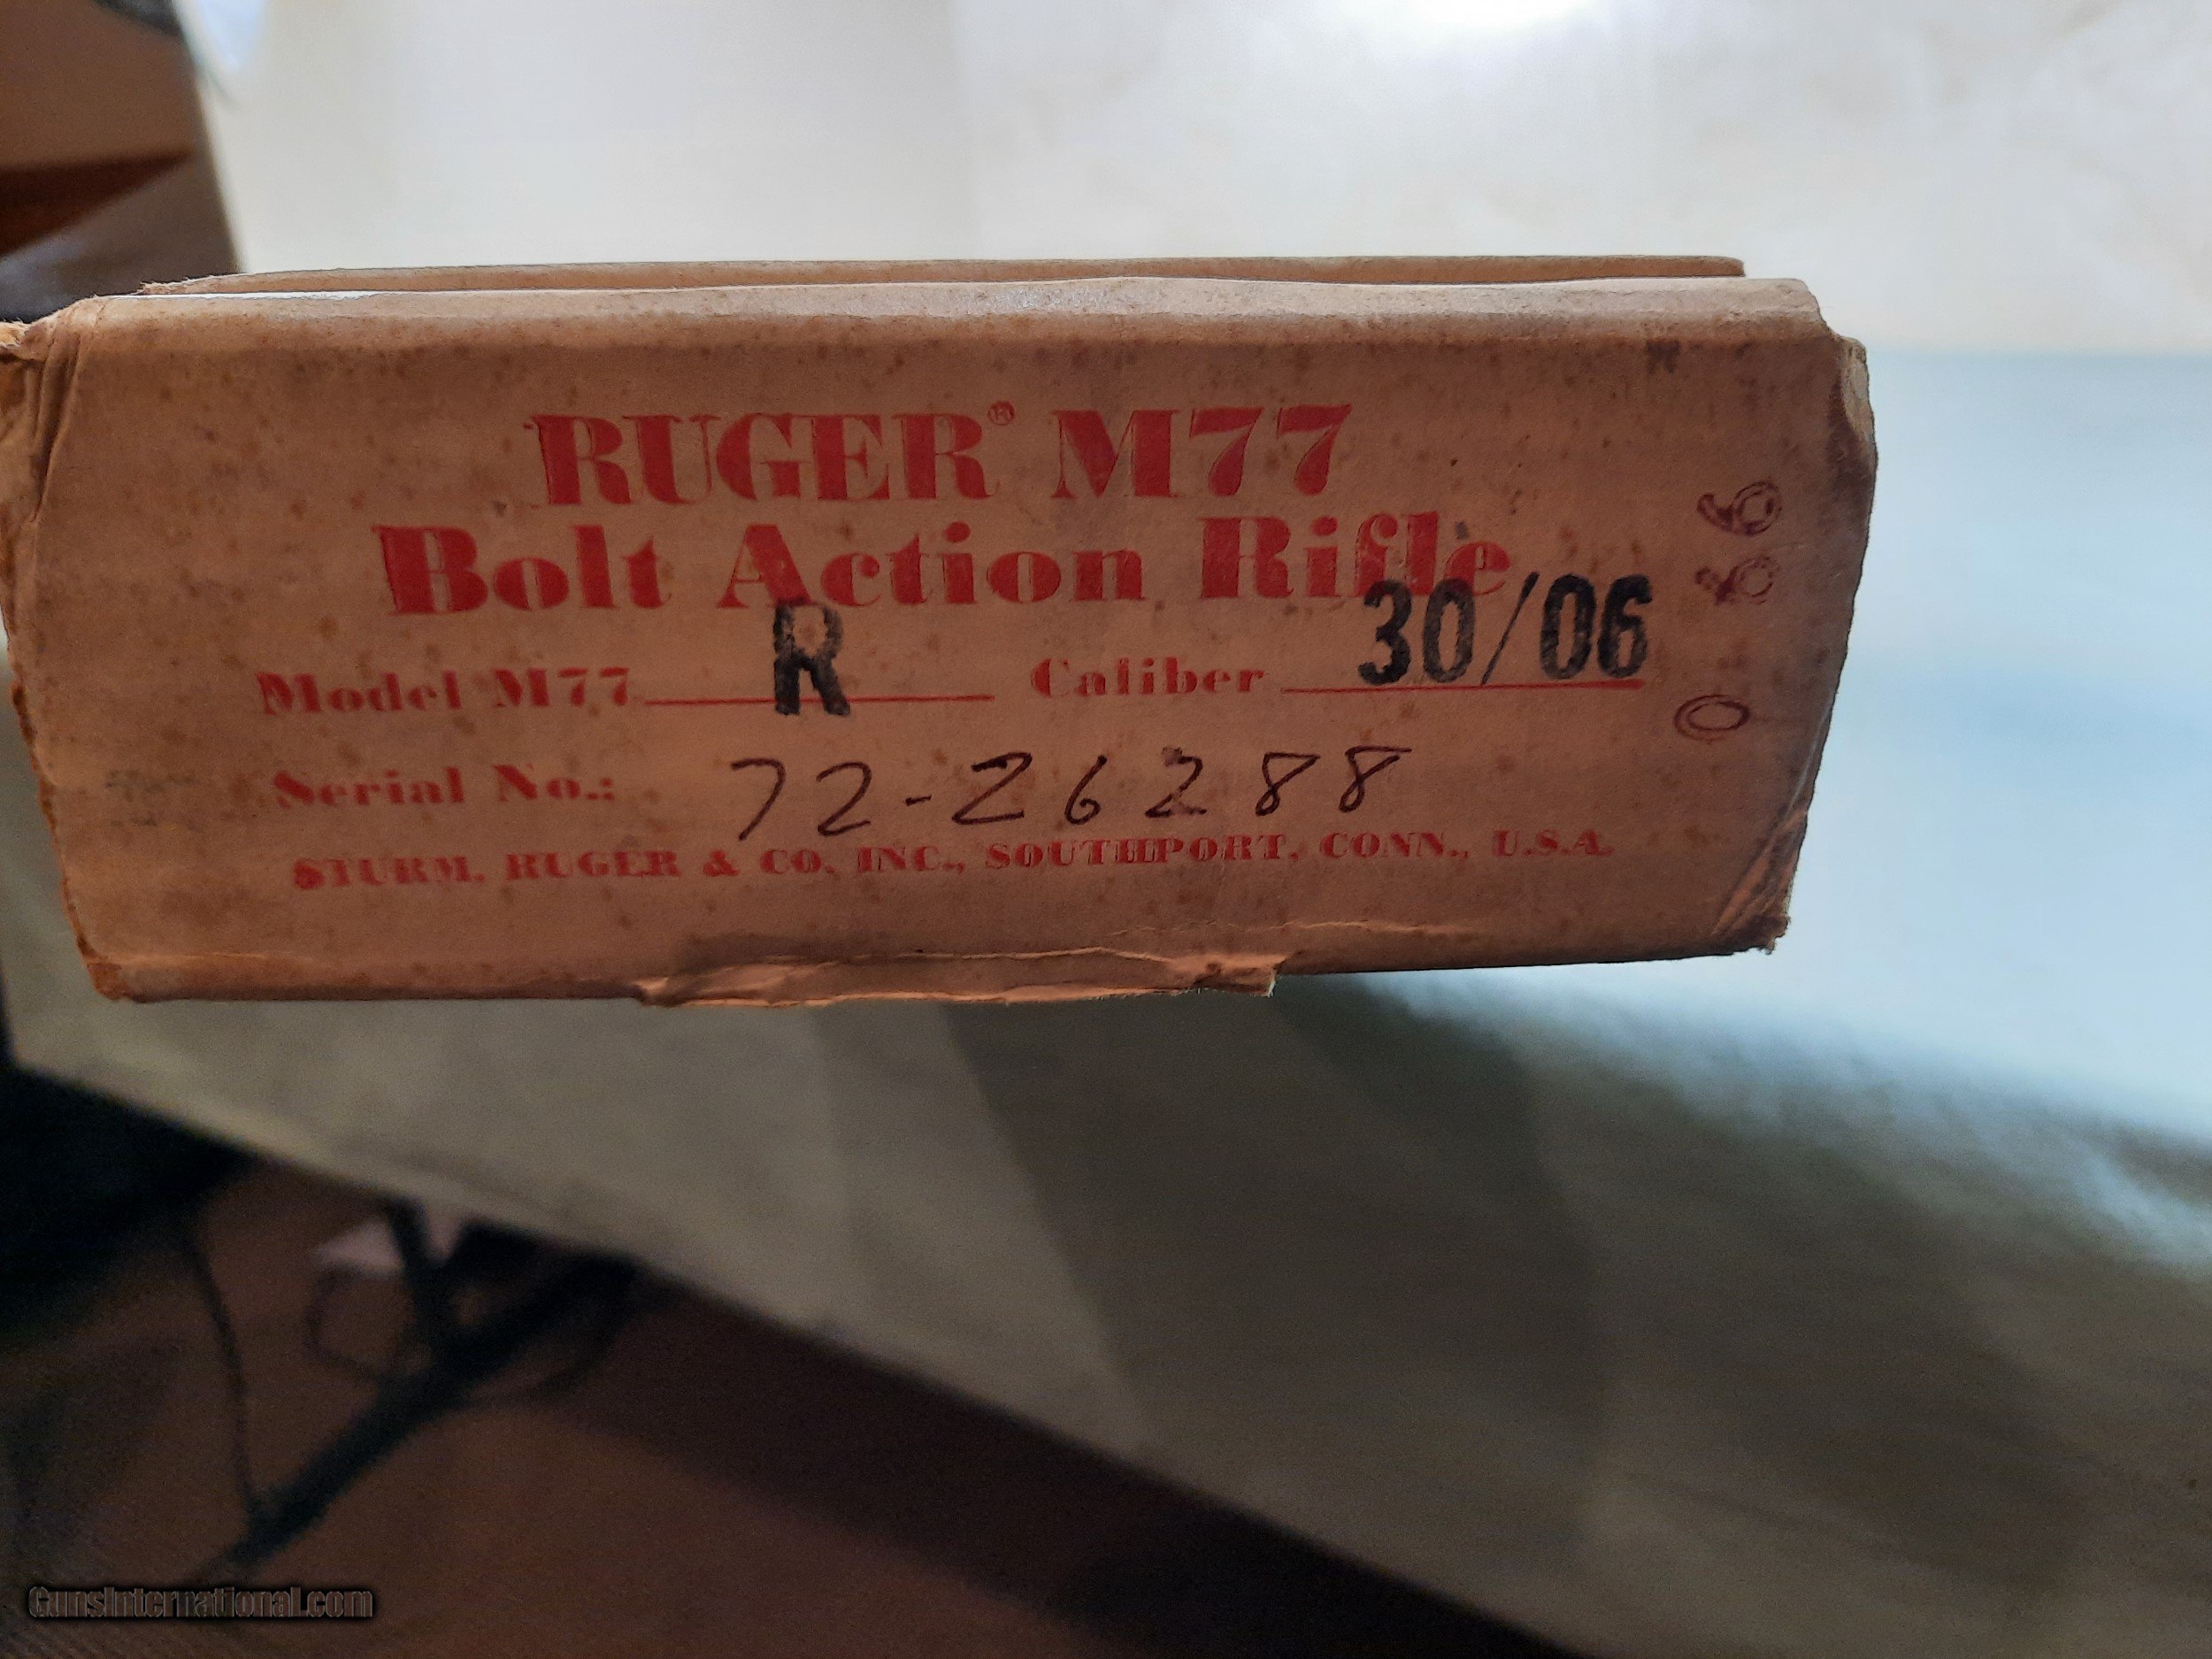 RUGER® M77
Bolt Action Rifle
Model M77 R Caliber 30/06
Serial No.: 72-26288
STURM, RUGER & CO. INC., SOUTHPORT, CONN., U.S.A.
GunsInternational.com